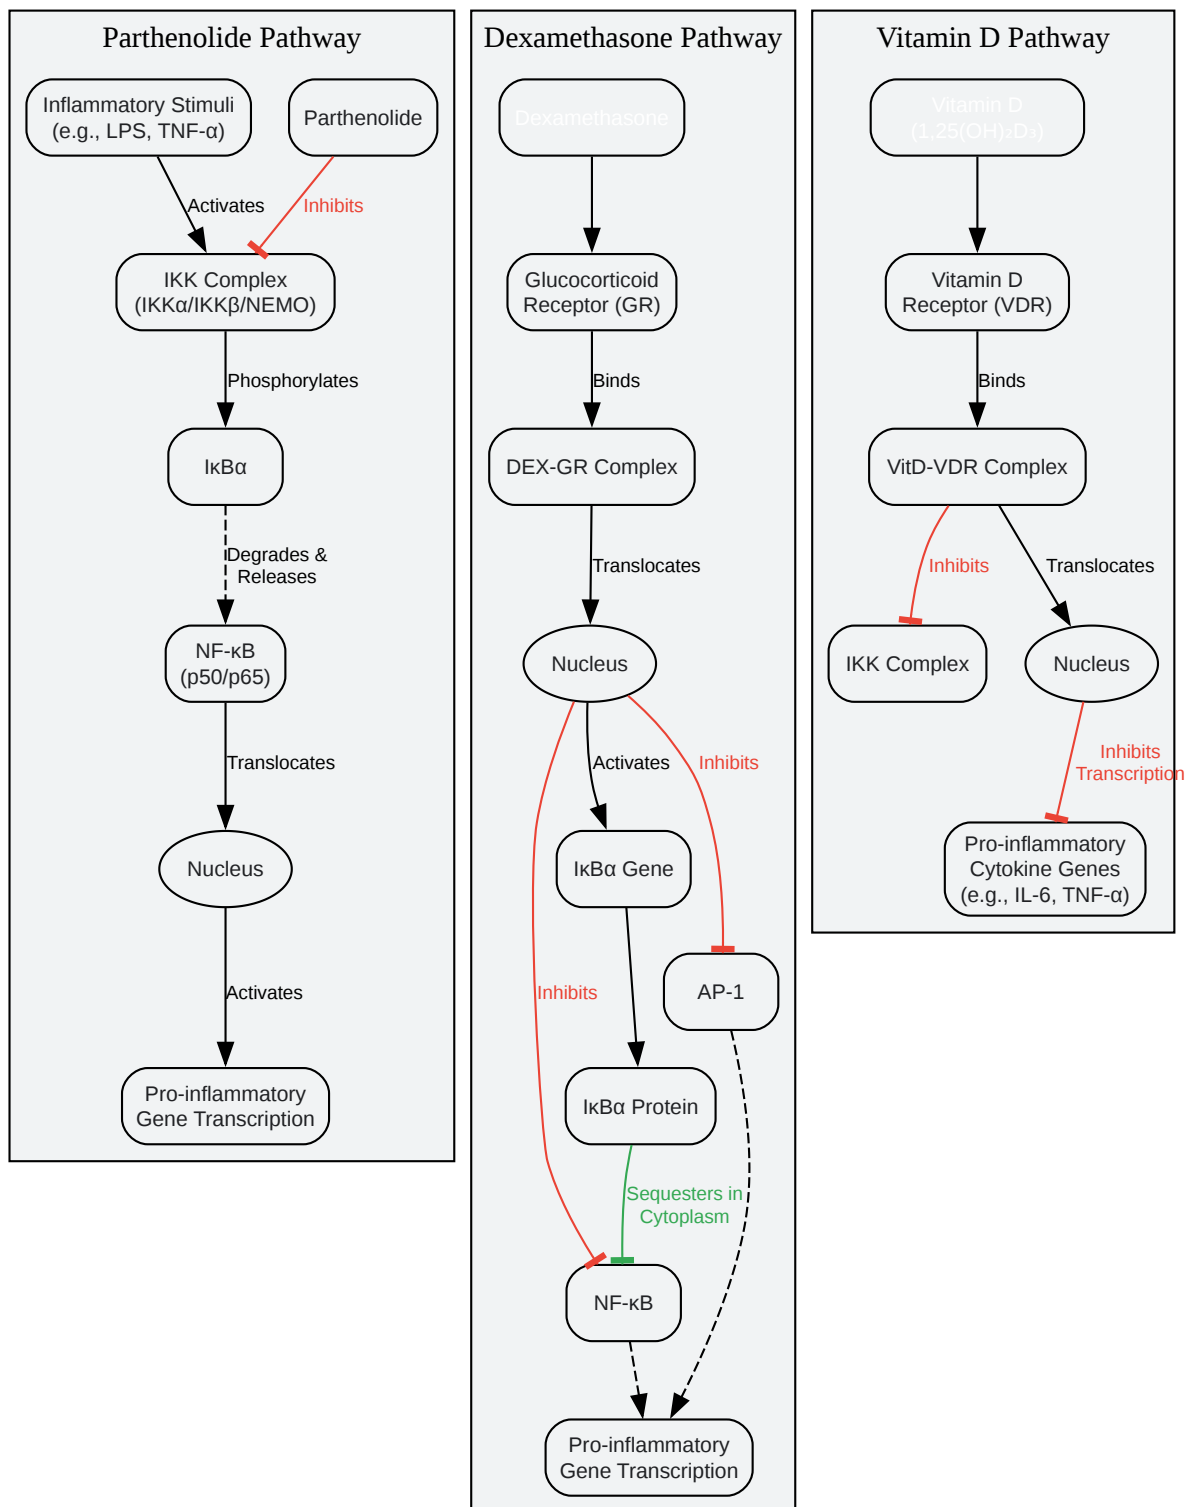 Parthenolide Pathway
Inflammatory Stimuli
(e.g., LPS, TNF-α)
Parthenolide
Activates
Inhibits
IKK Complex
(IKKα/IKKβ/NEMO)
Phosphorylates
IκBα
Degrades &
Releases
NF-κB
(p50/p65)
Translocates
Nucleus
Activates
Pro-inflammatory
Gene Transcription
Dexamethasone Pathway
Dexamethasone
Glucocorticoid
Receptor (GR)
Binds
DEX-GR Complex
Translocates
Nucleus
Activates
Inhibits
IκBα Gene
Inhibits
AP-1
IκBα Protein
Sequesters in
Cytoplasm
NF-κB
Pro-inflammatory
Gene Transcription
Vitamin D Pathway
Vitamin D
(1,25(OH)₂D₃)
Vitamin D
Receptor (VDR)
Binds
VitD-VDR Complex
Inhibits
Translocates
IKK Complex
Nucleus
Inhibits
Transcription
Pro-inflammatory
Cytokine Genes
(e.g., IL-6, TNF-α)